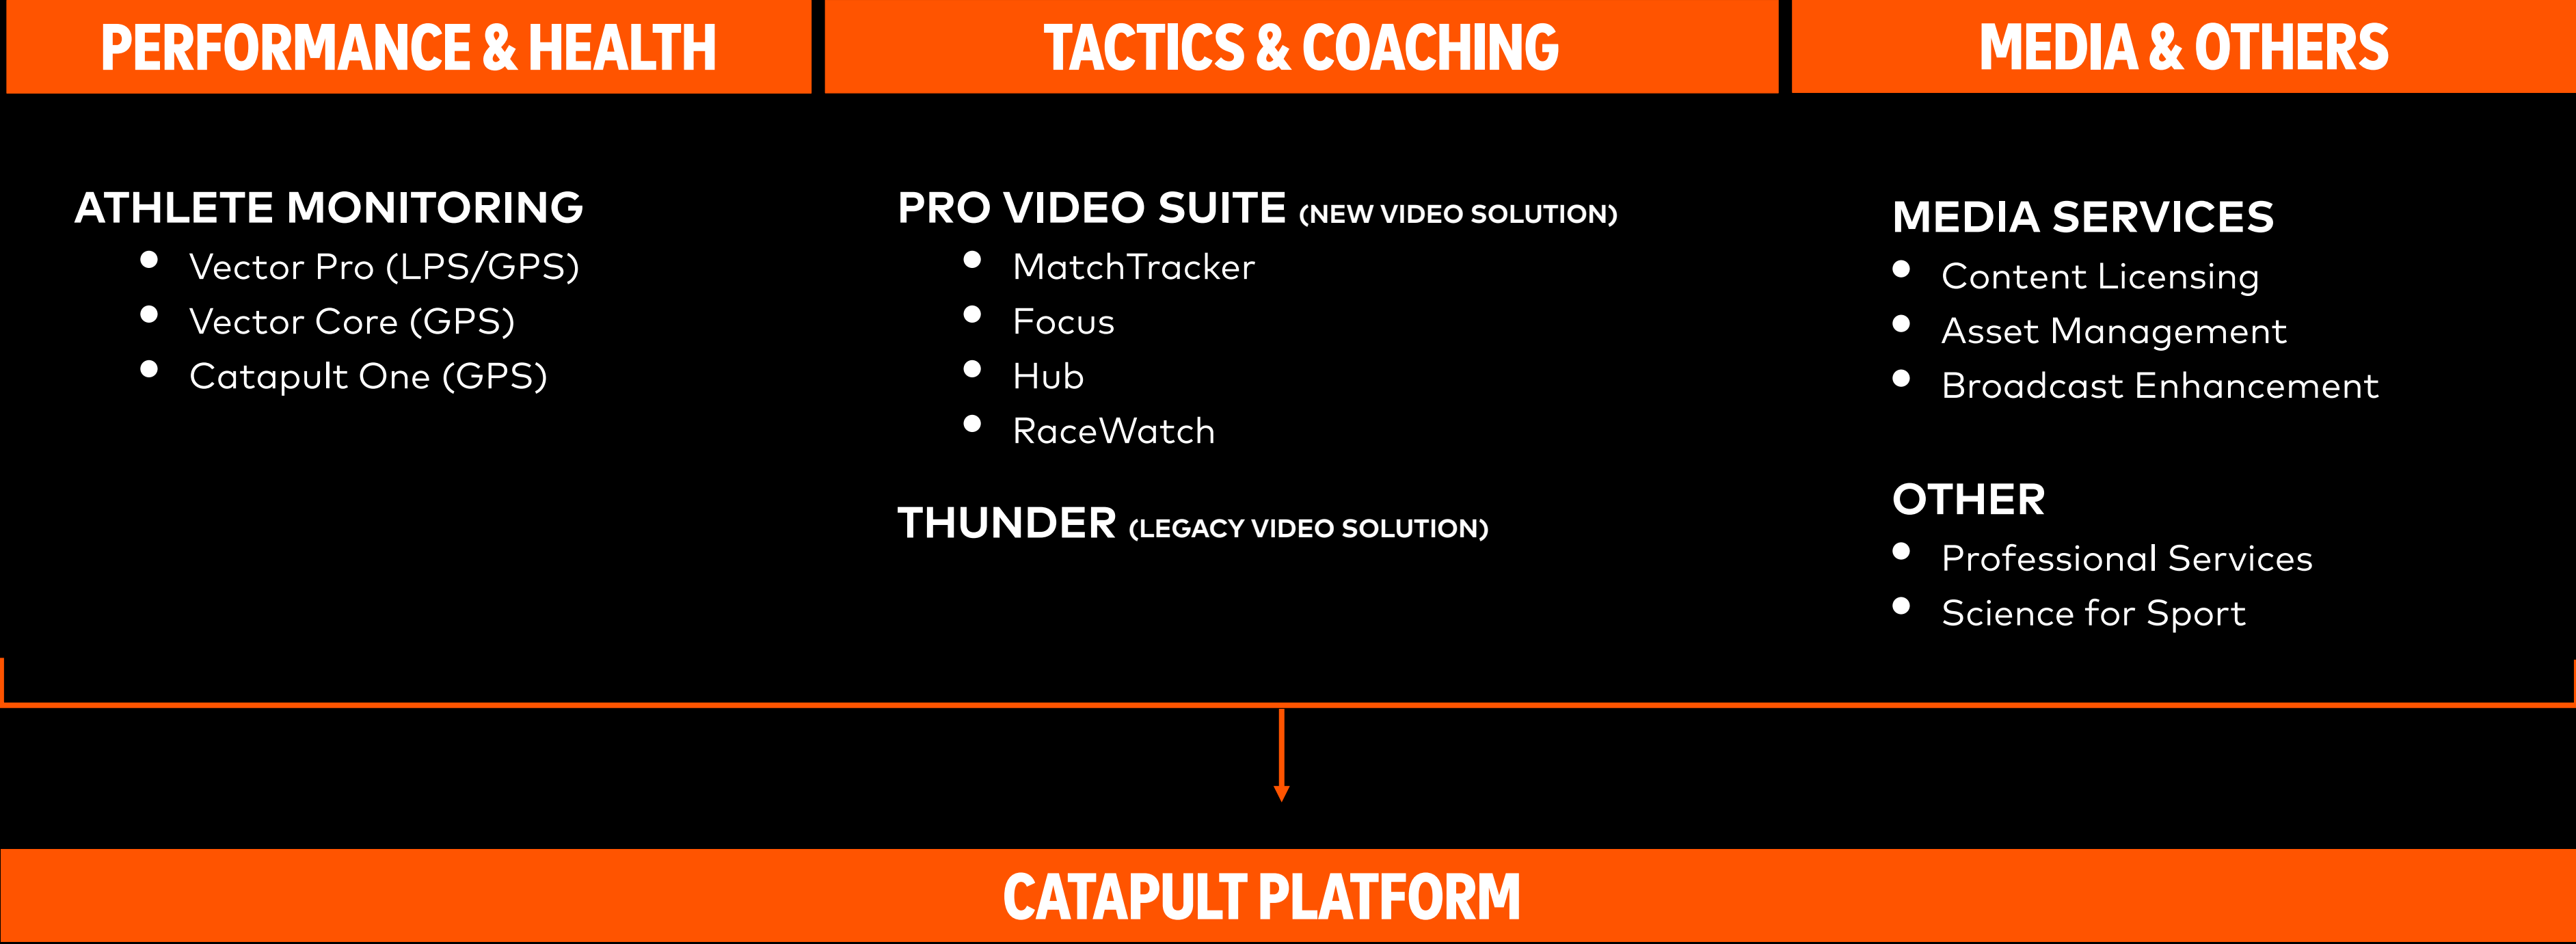 PERFORMANCE & HEALTH
ATHLETE MONITORING
• Vector Pro (LPS/GPS)
• Vector Core (GPS)
• Catapult One (GPS)
TACTICS & COACHING
PRO VIDEO SUITE (NEW VIDEO SOLUTION)
• MatchTracker
• Focus
• Hub
• RaceWatch
THUNDER (LEGACY VIDEO SOLUTION)
MEDIA & OTHERS
MEDIA SERVICES
• Content Licensing
• Asset Management
• Broadcast Enhancement
OTHER
• Professional Services
• Science for Sport
CATAPULT PLATFORM